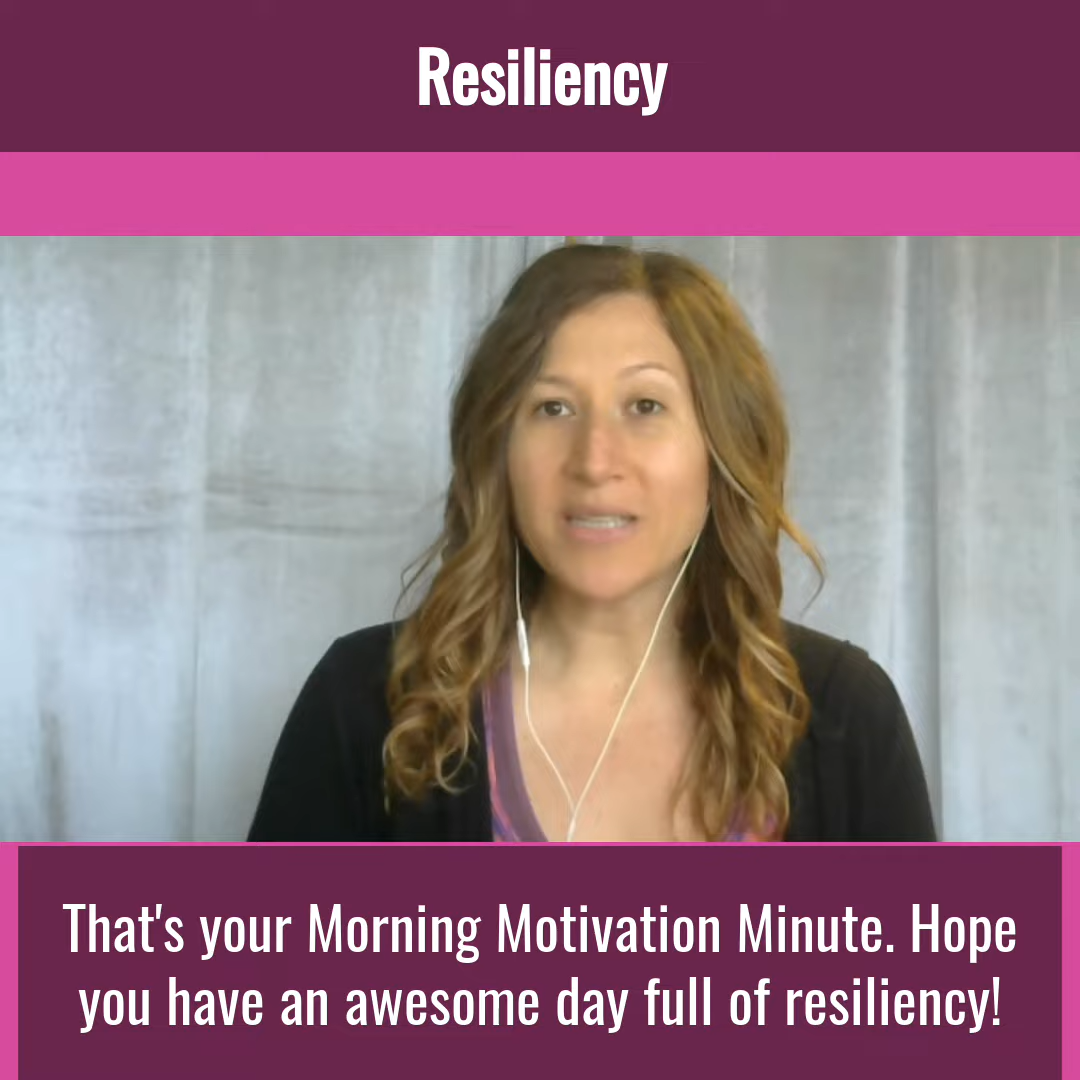 Resiliency
That's your Morning Motivation Minute. Hope
you have an awesome day full of resiliency!